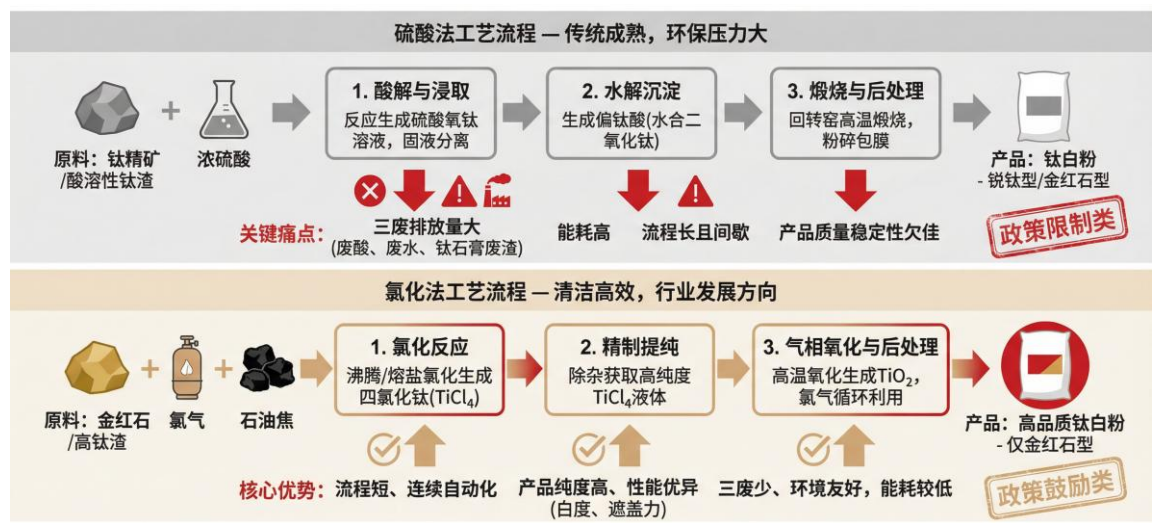 硫酸法工艺流程 — 传统成熟，环保压力大
原料：钛精矿
/酸溶性钛渣
浓硫酸
1. 酸解与浸取
反应生成硫酸氧钛
溶液，固液分离
2. 水解沉淀
生成偏钛酸(水合二
氧化钛)
3. 煅烧与后处理
回转窑高温煅烧，
粉碎包膜
产品：钛白粉
- 锐钛型/金红石型
关键痛点：
三废排放量大
(废酸、废水、钛石膏废渣)
能耗高
流程长且间歇
产品质量稳定性欠佳
政策限制类
氯化法工艺流程 — 清洁高效，行业发展方向
原料：金红石
/高钛渣
氯气
石油焦
1. 氯化反应
沸腾/熔盐氯化生成
四氯化钛(TiCl₄)
2. 精制提纯
除杂获取高纯度
TiCl₄液体
3. 气相氧化与后处理
高温氧化生成TiO₂，
氯气循环利用
产品：高品质钛白粉
- 仅金红石型
核心优势：
流程短、连续自动化
产品纯度高、性能优异
(白度、遮盖力)
三废少、环境友好，能耗较低
政策鼓励类